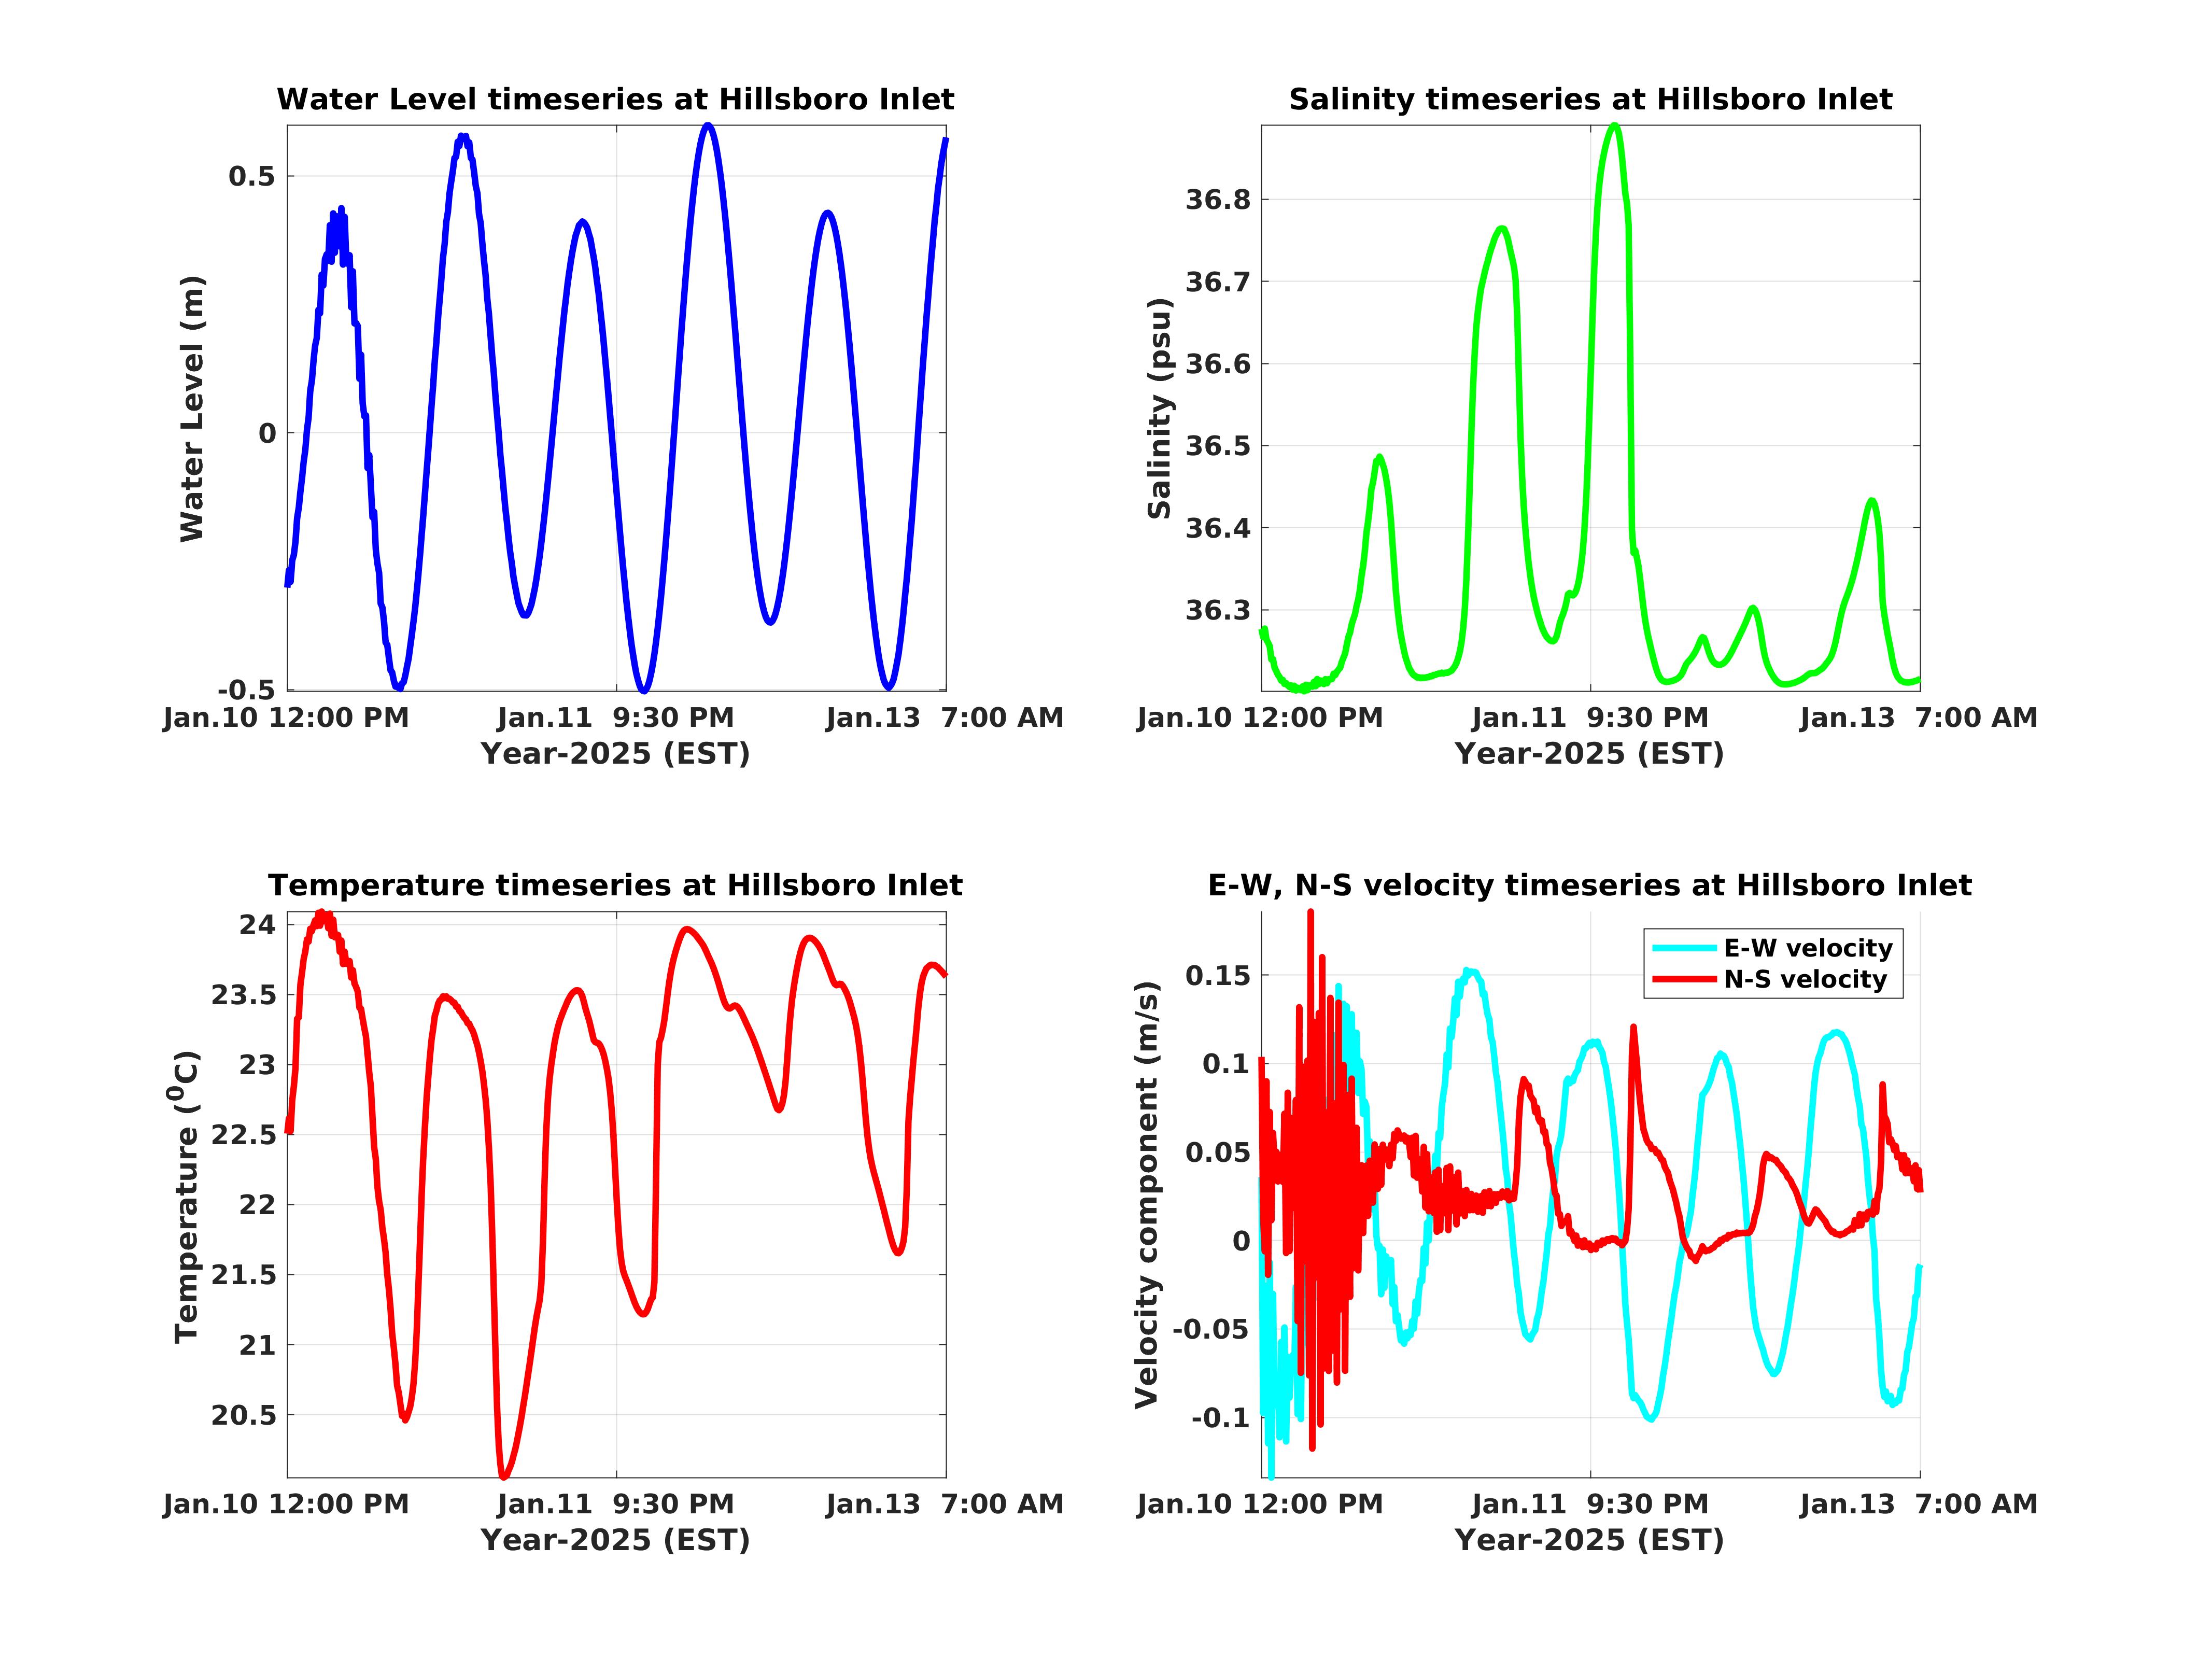 Water Level timeseries at Hillsboro Inlet
Water Level (m)
0.5
0
-0.5
Jan.10 12:00 PM Jan.11 9:30 PM Jan.13 7:00 AM
Year-2025 (EST)
Salinity timeseries at Hillsboro Inlet
Salinity (psu)
36.8
36.7
36.6
36.5
36.4
36.3
Jan.10 12:00 PM Jan.11 9:30 PM Jan.13 7:00 AM
Year-2025 (EST)
Temperature timeseries at Hillsboro Inlet
Temperature (⁰C)
24
23.5
23
22.5
22
21.5
21
20.5
Jan.10 12:00 PM Jan.11 9:30 PM Jan.13 7:00 AM
Year-2025 (EST)
E-W, N-S velocity timeseries at Hillsboro Inlet
Velocity component (m/s)
E-W velocity
N-S velocity
0.15
0.1
0.05
0
-0.05
-0.1
Jan.10 12:00 PM Jan.11 9:30 PM Jan.13 7:00 AM
Year-2025 (EST)